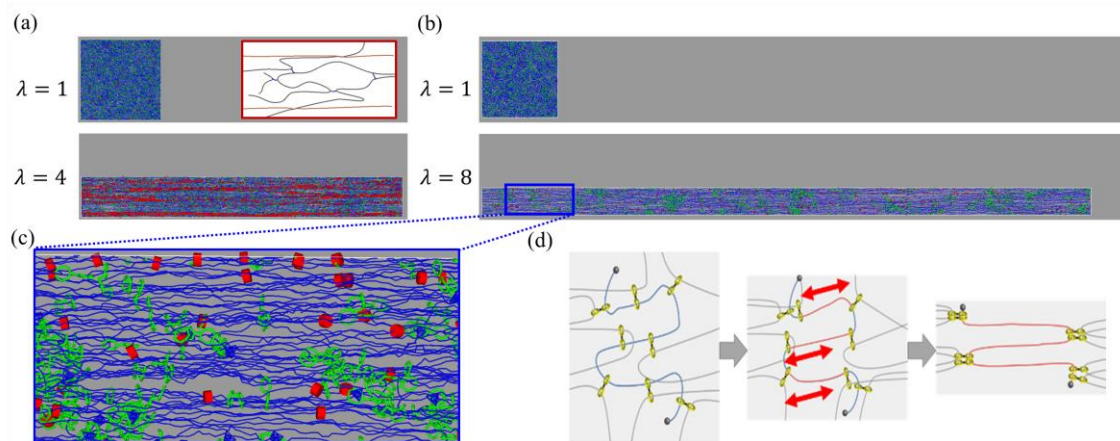 (a)
(b)
λ = 1
λ = 1
λ = 4
λ = 8
(c)
(d)